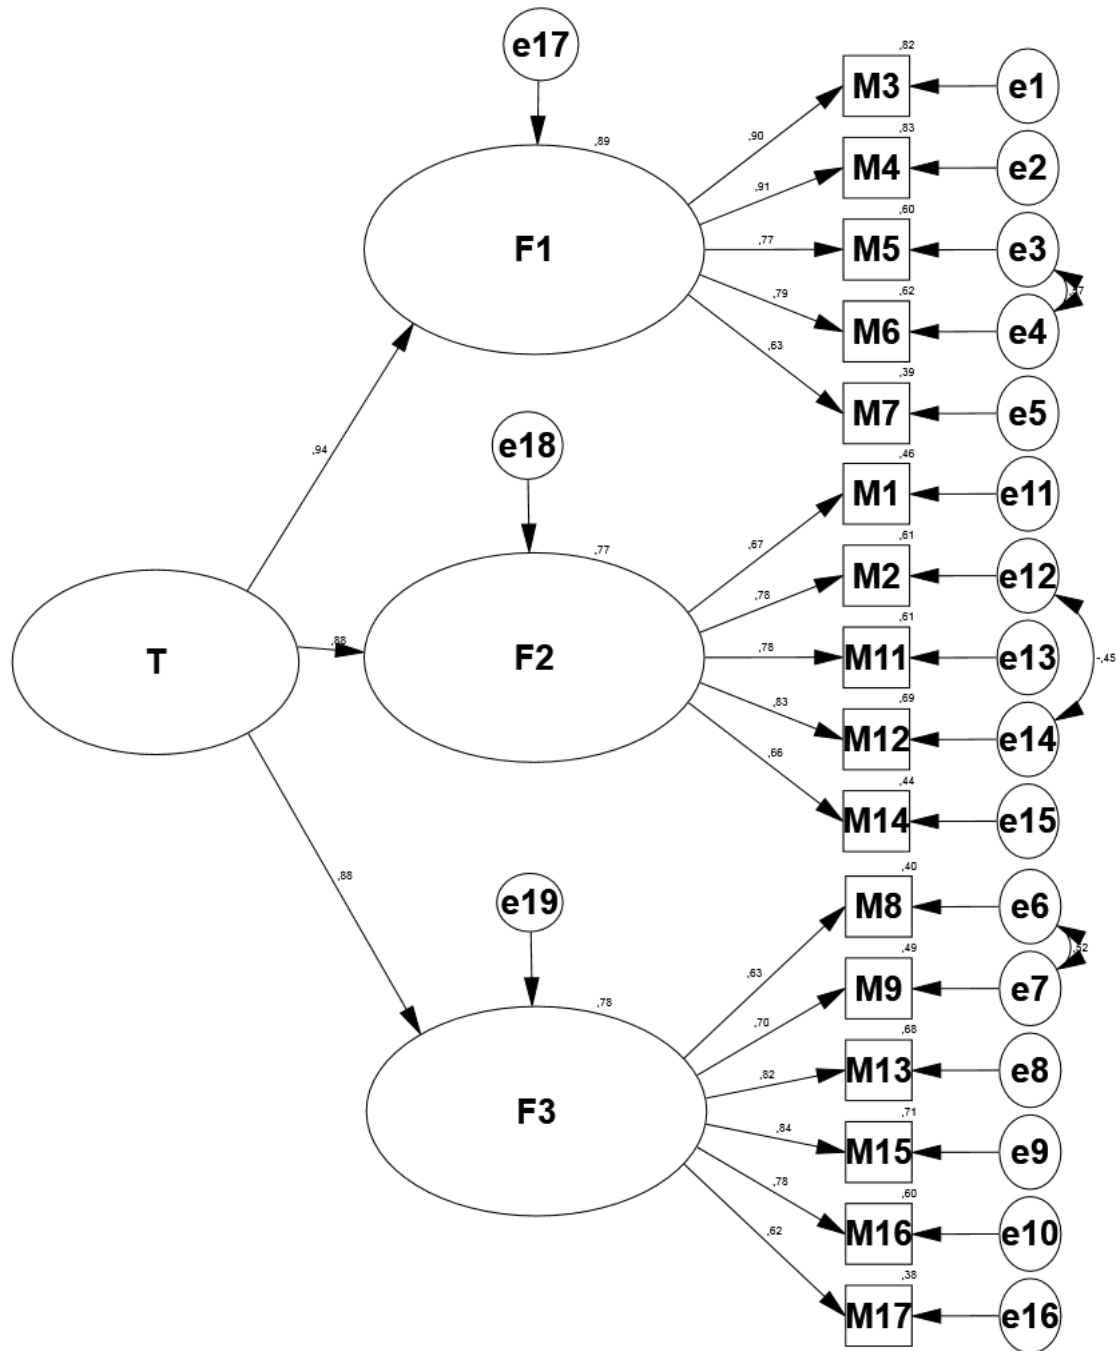 e17
,82
M3
e1
,90
,89
,83
M4
e2
,91
,60
F1
,77
M5
e3
,79
,62
M6
e4
,63
,39
M7
e5
,94
e18
,46
M1
e11
,67
,77
,61
M2
e12
,78
,61
T
,88
F2
,78
M11
e13
-,45
,83
,69
M12
e14
,66
,44
M14
e15
,88
e19
,40
M8
e6
,63
,49
M9
e7
,70
,78
,68
M13
e8
,82
F3
,84
,71
M15
e9
,78
,60
M16
e10
,62
,38
M17
e16